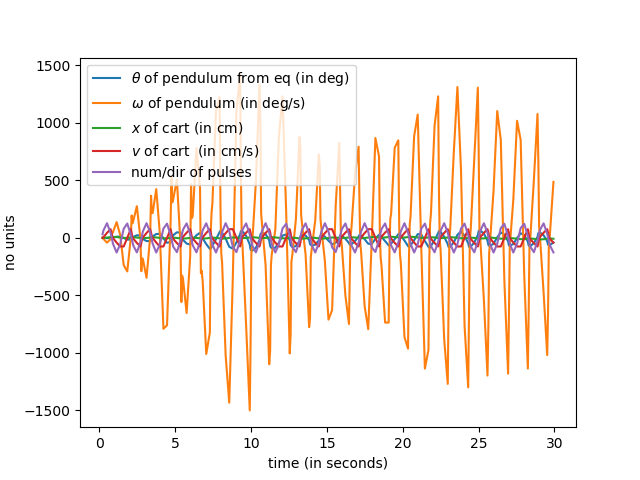 1500
1000
500
0
−500
−1000
−1500
no units
θ of pendulum from eq (in deg)
ω of pendulum (in deg/s)
x of cart (in cm)
v of cart (in cm/s)
num/dir of pulses
0 5 10 15 20 25 30
time (in seconds)